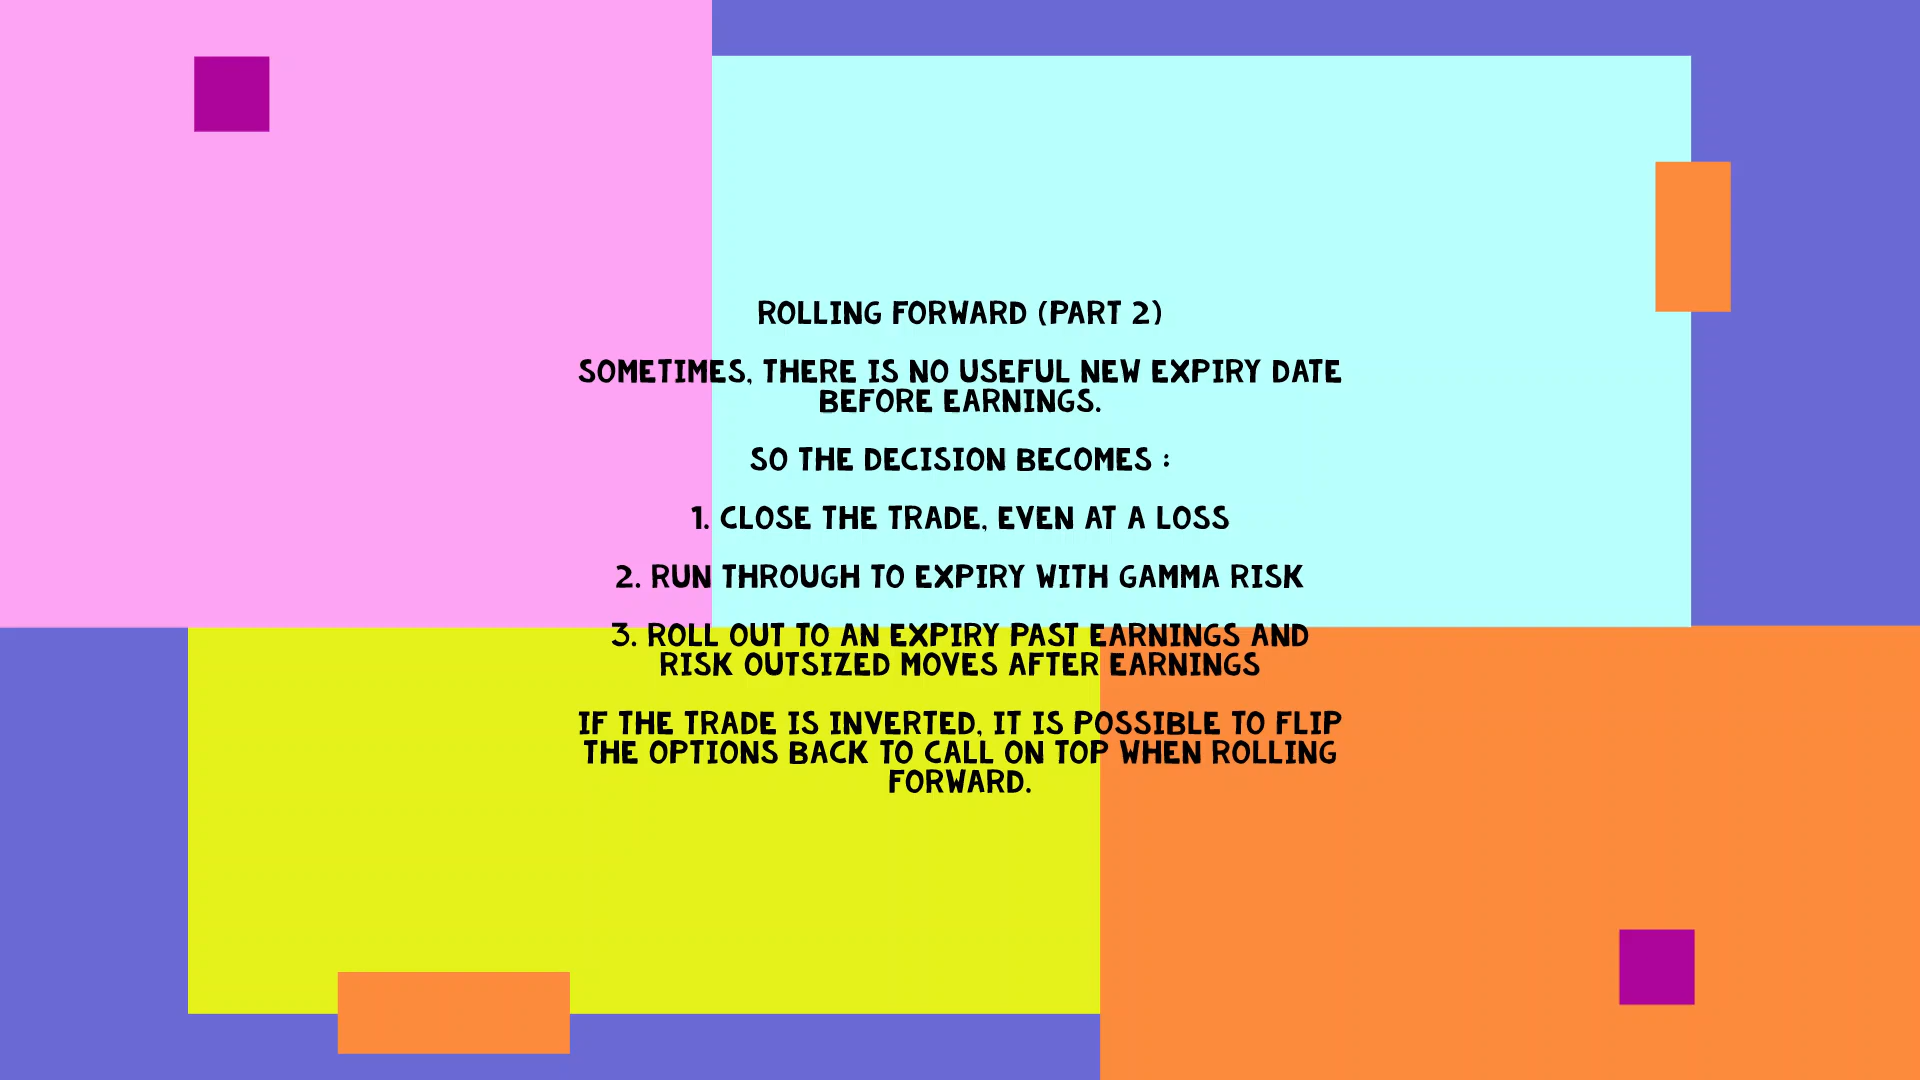 ROLLING FORWARD (PART 2)
SOMETIMES, THERE IS NO USEFUL NEW EXPIRY DATE
BEFORE EARNINGS.
SO THE DECISION BECOMES :
1. CLOSE THE TRADE, EVEN AT A LOSS
2. RUN THROUGH TO EXPIRY WITH GAMMA RISK
3. ROLL OUT TO AN EXPIRY PAST EARNINGS AND
RISK OUTSIZED MOVES AFTER EARNINGS
IF THE TRADE IS INVERTED, IT IS POSSIBLE TO FLIP
THE OPTIONS BACK TO CALL ON TOP WHEN ROLLING
FORWARD.